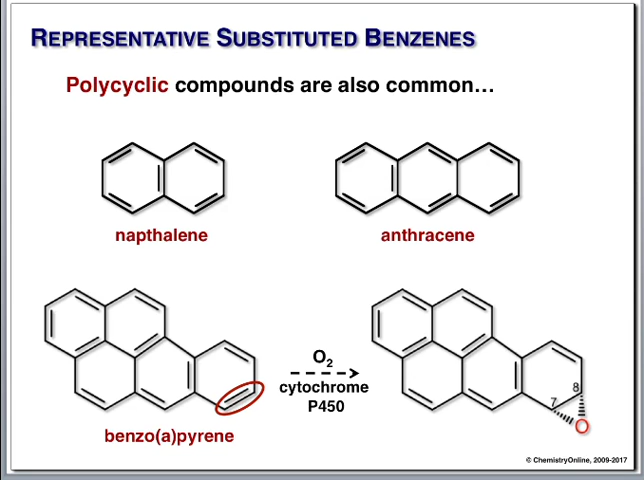 REPRESENTATIVE SUBSTITUTED BENZENES
Polycyclic compounds are also common…
napthalene
anthracene
O2
cytochrome
P450
8
7
O
benzo(a)pyrene
© ChemistryOnline, 2009-2017